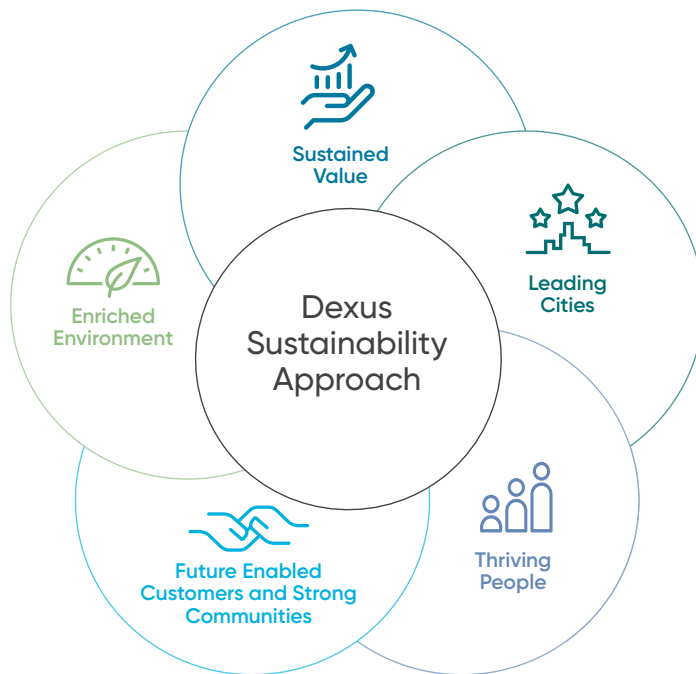 Sustained
Value
Leading
Cities
Enriched
Environment
Dexus
Sustainability
Approach
Thriving
People
Future Enabled
Customers and Strong
Communities